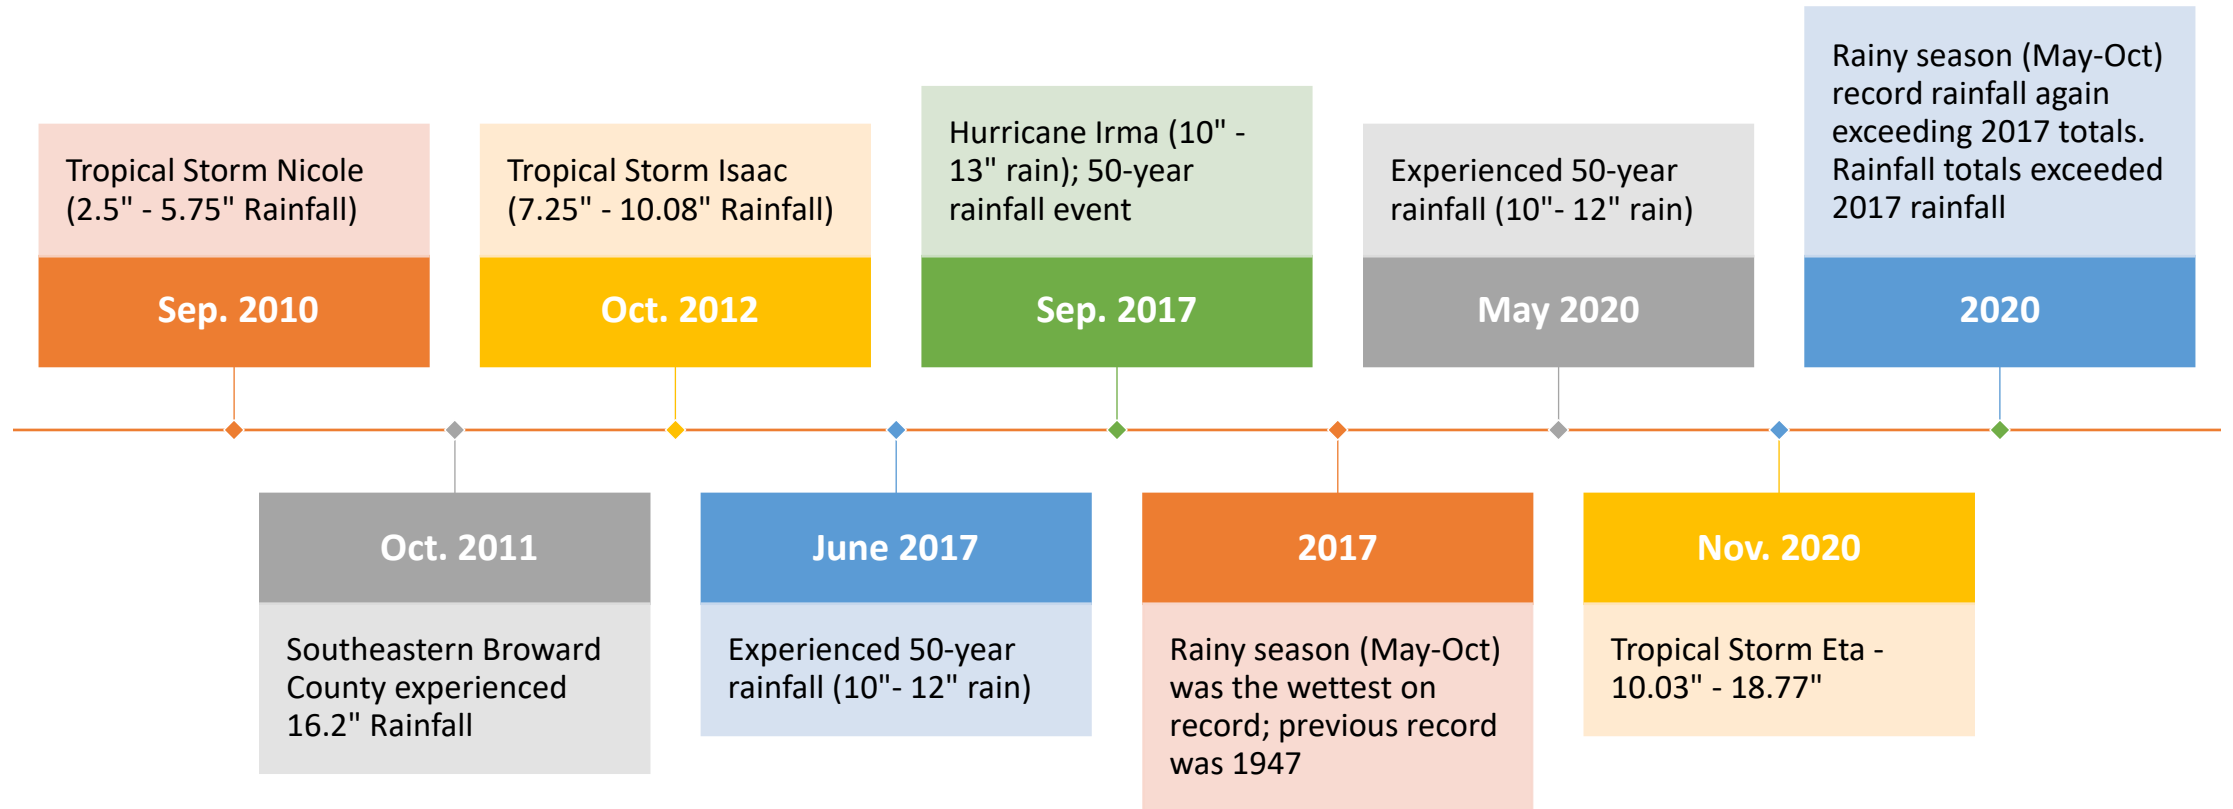 Tropical Storm Nicole
(2.5" - 5.75" Rainfall)
Sep. 2010
Southeastern Broward
County experienced
16.2" Rainfall
Oct. 2011
Tropical Storm Isaac
(7.25" - 10.08" Rainfall)
Oct. 2012
June 2017
Experienced 50-year
rainfall (10"- 12" rain)
Hurricane Irma (10" -
13" rain); 50-year
rainfall event
Sep. 2017
2017
Rainy season (May-Oct)
was the wettest on
record; previous record
was 1947
Experienced 50-year
rainfall (10"- 12" rain)
May 2020
Nov. 2020
Tropical Storm Eta -
10.03" - 18.77"
Rainy season (May-Oct)
record rainfall again
exceeding 2017 totals.
Rainfall totals exceeded
2017 rainfall
2020